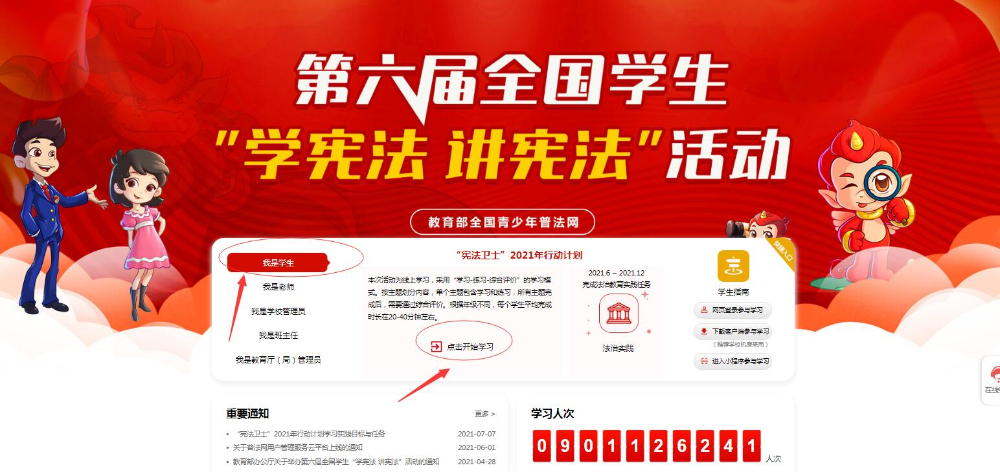 第六届全国学生
"学宪法 讲宪法"活动
教育部全国青少年普法网
快捷入口
我是学生
我是老师
我是学校管理员
我是班主任
我是教育厅（局）管理员
“宪法卫士”2021年行动计划
本次活动为线上学习，采用“学习-练习-综合评价”的学习模
式。按主题划分内容，单个主题包含学习和练习，所有主题完
成后，需要通过综合评价。根据年级不同，每个学生平均完成
时长在20-40分钟左右。
点击开始学习
2021.6 ~ 2021.12
完成法治教育实践任务
法治实践
学生指南
网页登录参与学习
下载客户端参与学习
（推荐学校机房采用）
进入小程序参与学习
在线
重要通知
更多 >
“宪法卫士”2021年行动计划学习实践目标与任务 2021-07-07
关于普法网用户管理服务云平台上线的通知 2021-06-01
教育部办公厅关于举办第六届全国学生“学宪法 讲宪法”活动的通知 2021-04-28
学习人次
0901126241 人次